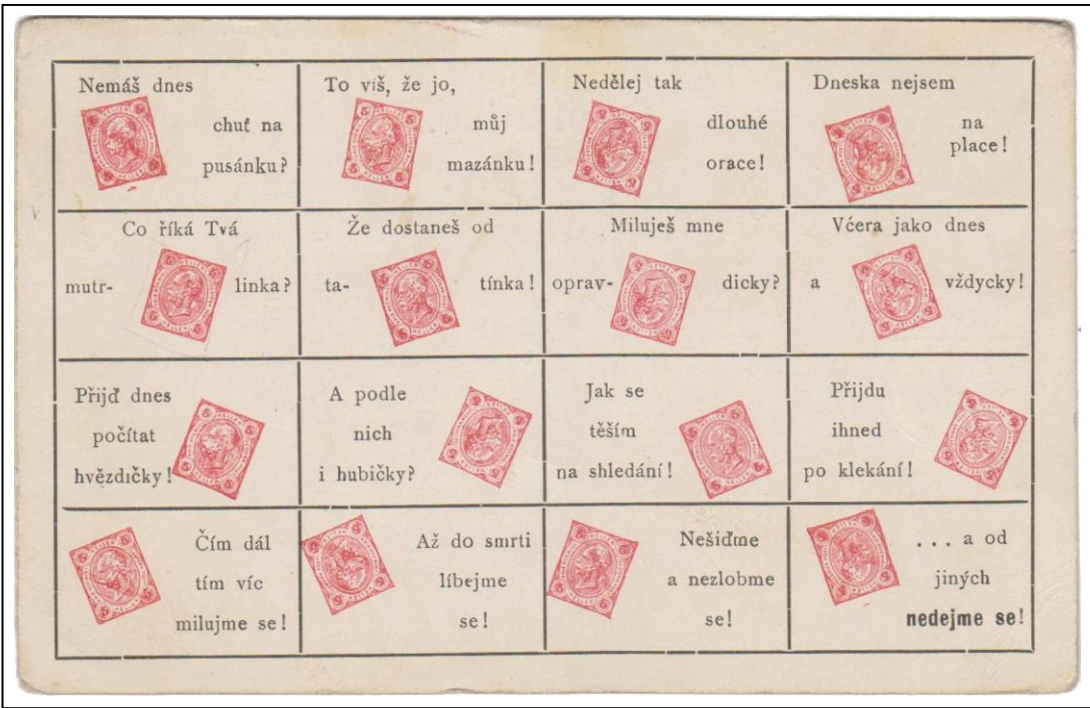 Nemáš dnes
chuť na
pusánku?
To viš, že jo,
můj
mazánku!
Nedělej tak
dlouhé
orace!
Dneska nejsem
na
place!
Co říká Tvá
mutr- linka?
Že dostaneš od
ta- tínka!
Miluješ mne
oprav- dicky?
Vćera jako dnes
a vždycky!
Přijď dnes
počítat
hvězdičky!
A podle
nich
i hubičky?
Jak se
těším
na shledání!
Přijdu
ihned
po klekání!
Čím dál
tím víc
milujme se!
Až do smrti
líbejme
se!
Nešiďme
a nezlobme
se!
... a od
jiných
nedejme se!